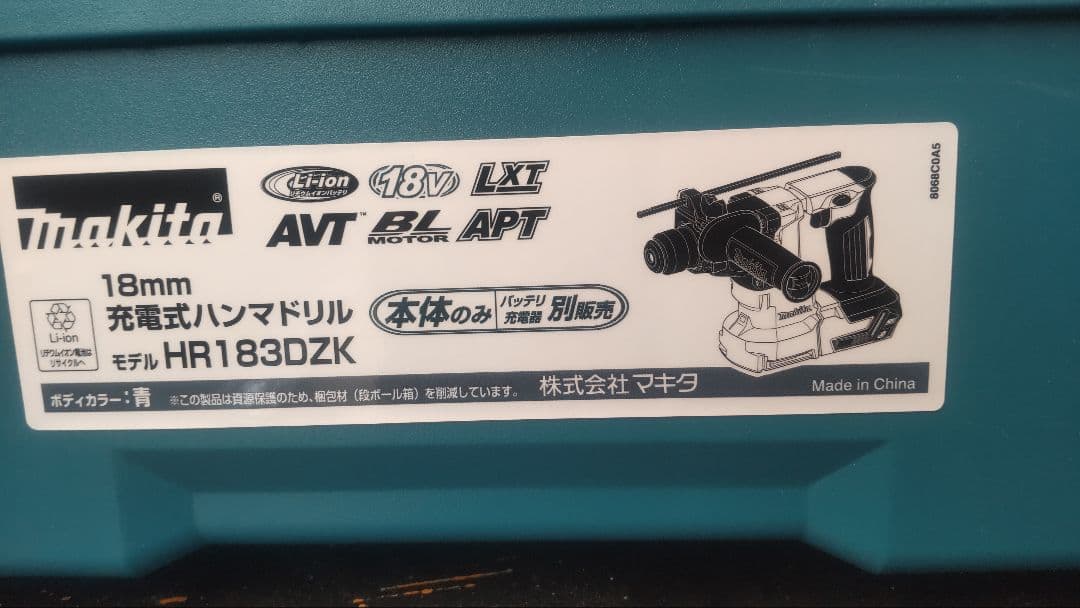 makita®
Li-ion
リチウムイオンバッテリ
18V
LXT
AVT™
BL
MOTOR
APT
18mm
充電式ハンマドリル
モデル HR183DZK
本体のみ
バッテリ
充電器
別販売
Li-ion
リチウムイオン電池は
リサイクルへ
makita
makita
8068C0A5
ボディカラー:青
※この製品は資源保護のため、梱包材(段ボール箱)を削減しています。
株式会社マキタ
Made in China